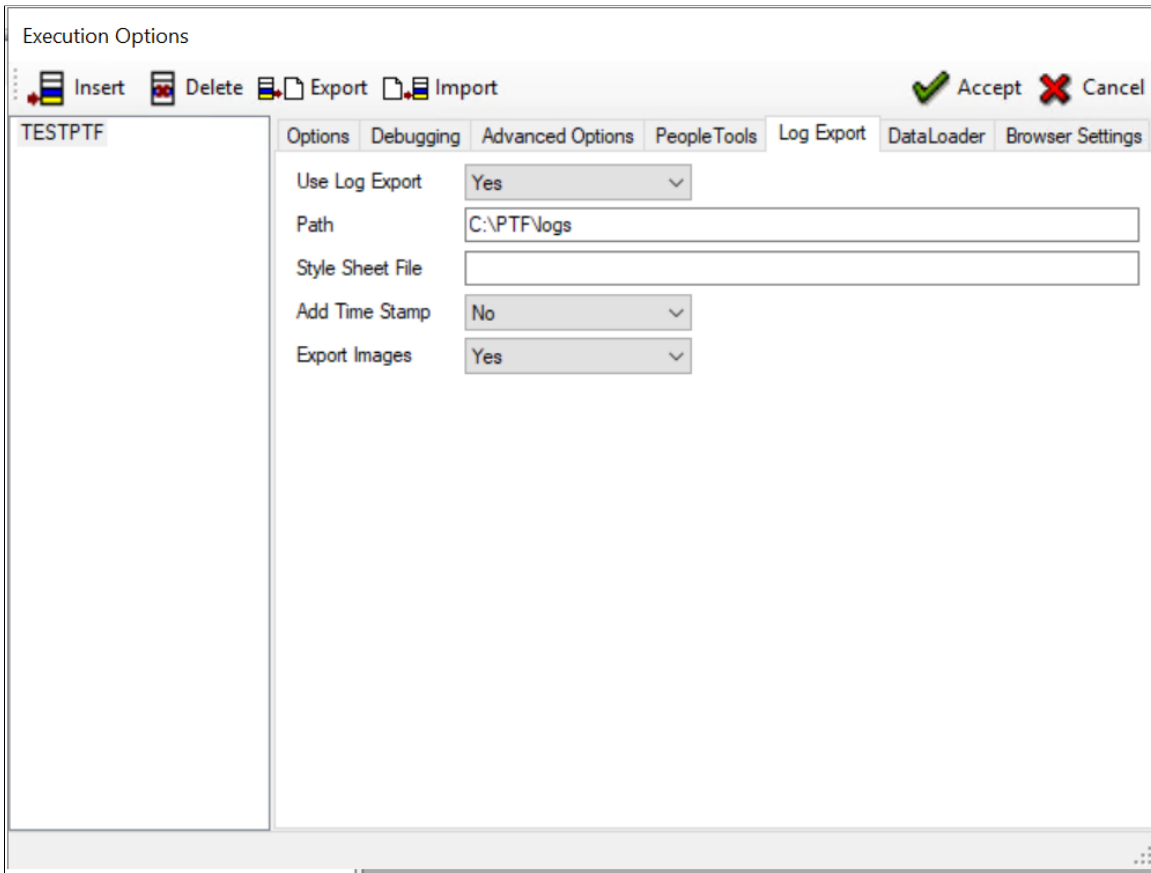 Execution Options
Insert Delete Export Import Accept Cancel
TESTPTF
Options Debugging Advanced Options PeopleTools Log Export DataLoader Browser Settings
Use Log Export Yes
Path C:\PTF\logs
Style Sheet File
Add Time Stamp No
Export Images Yes